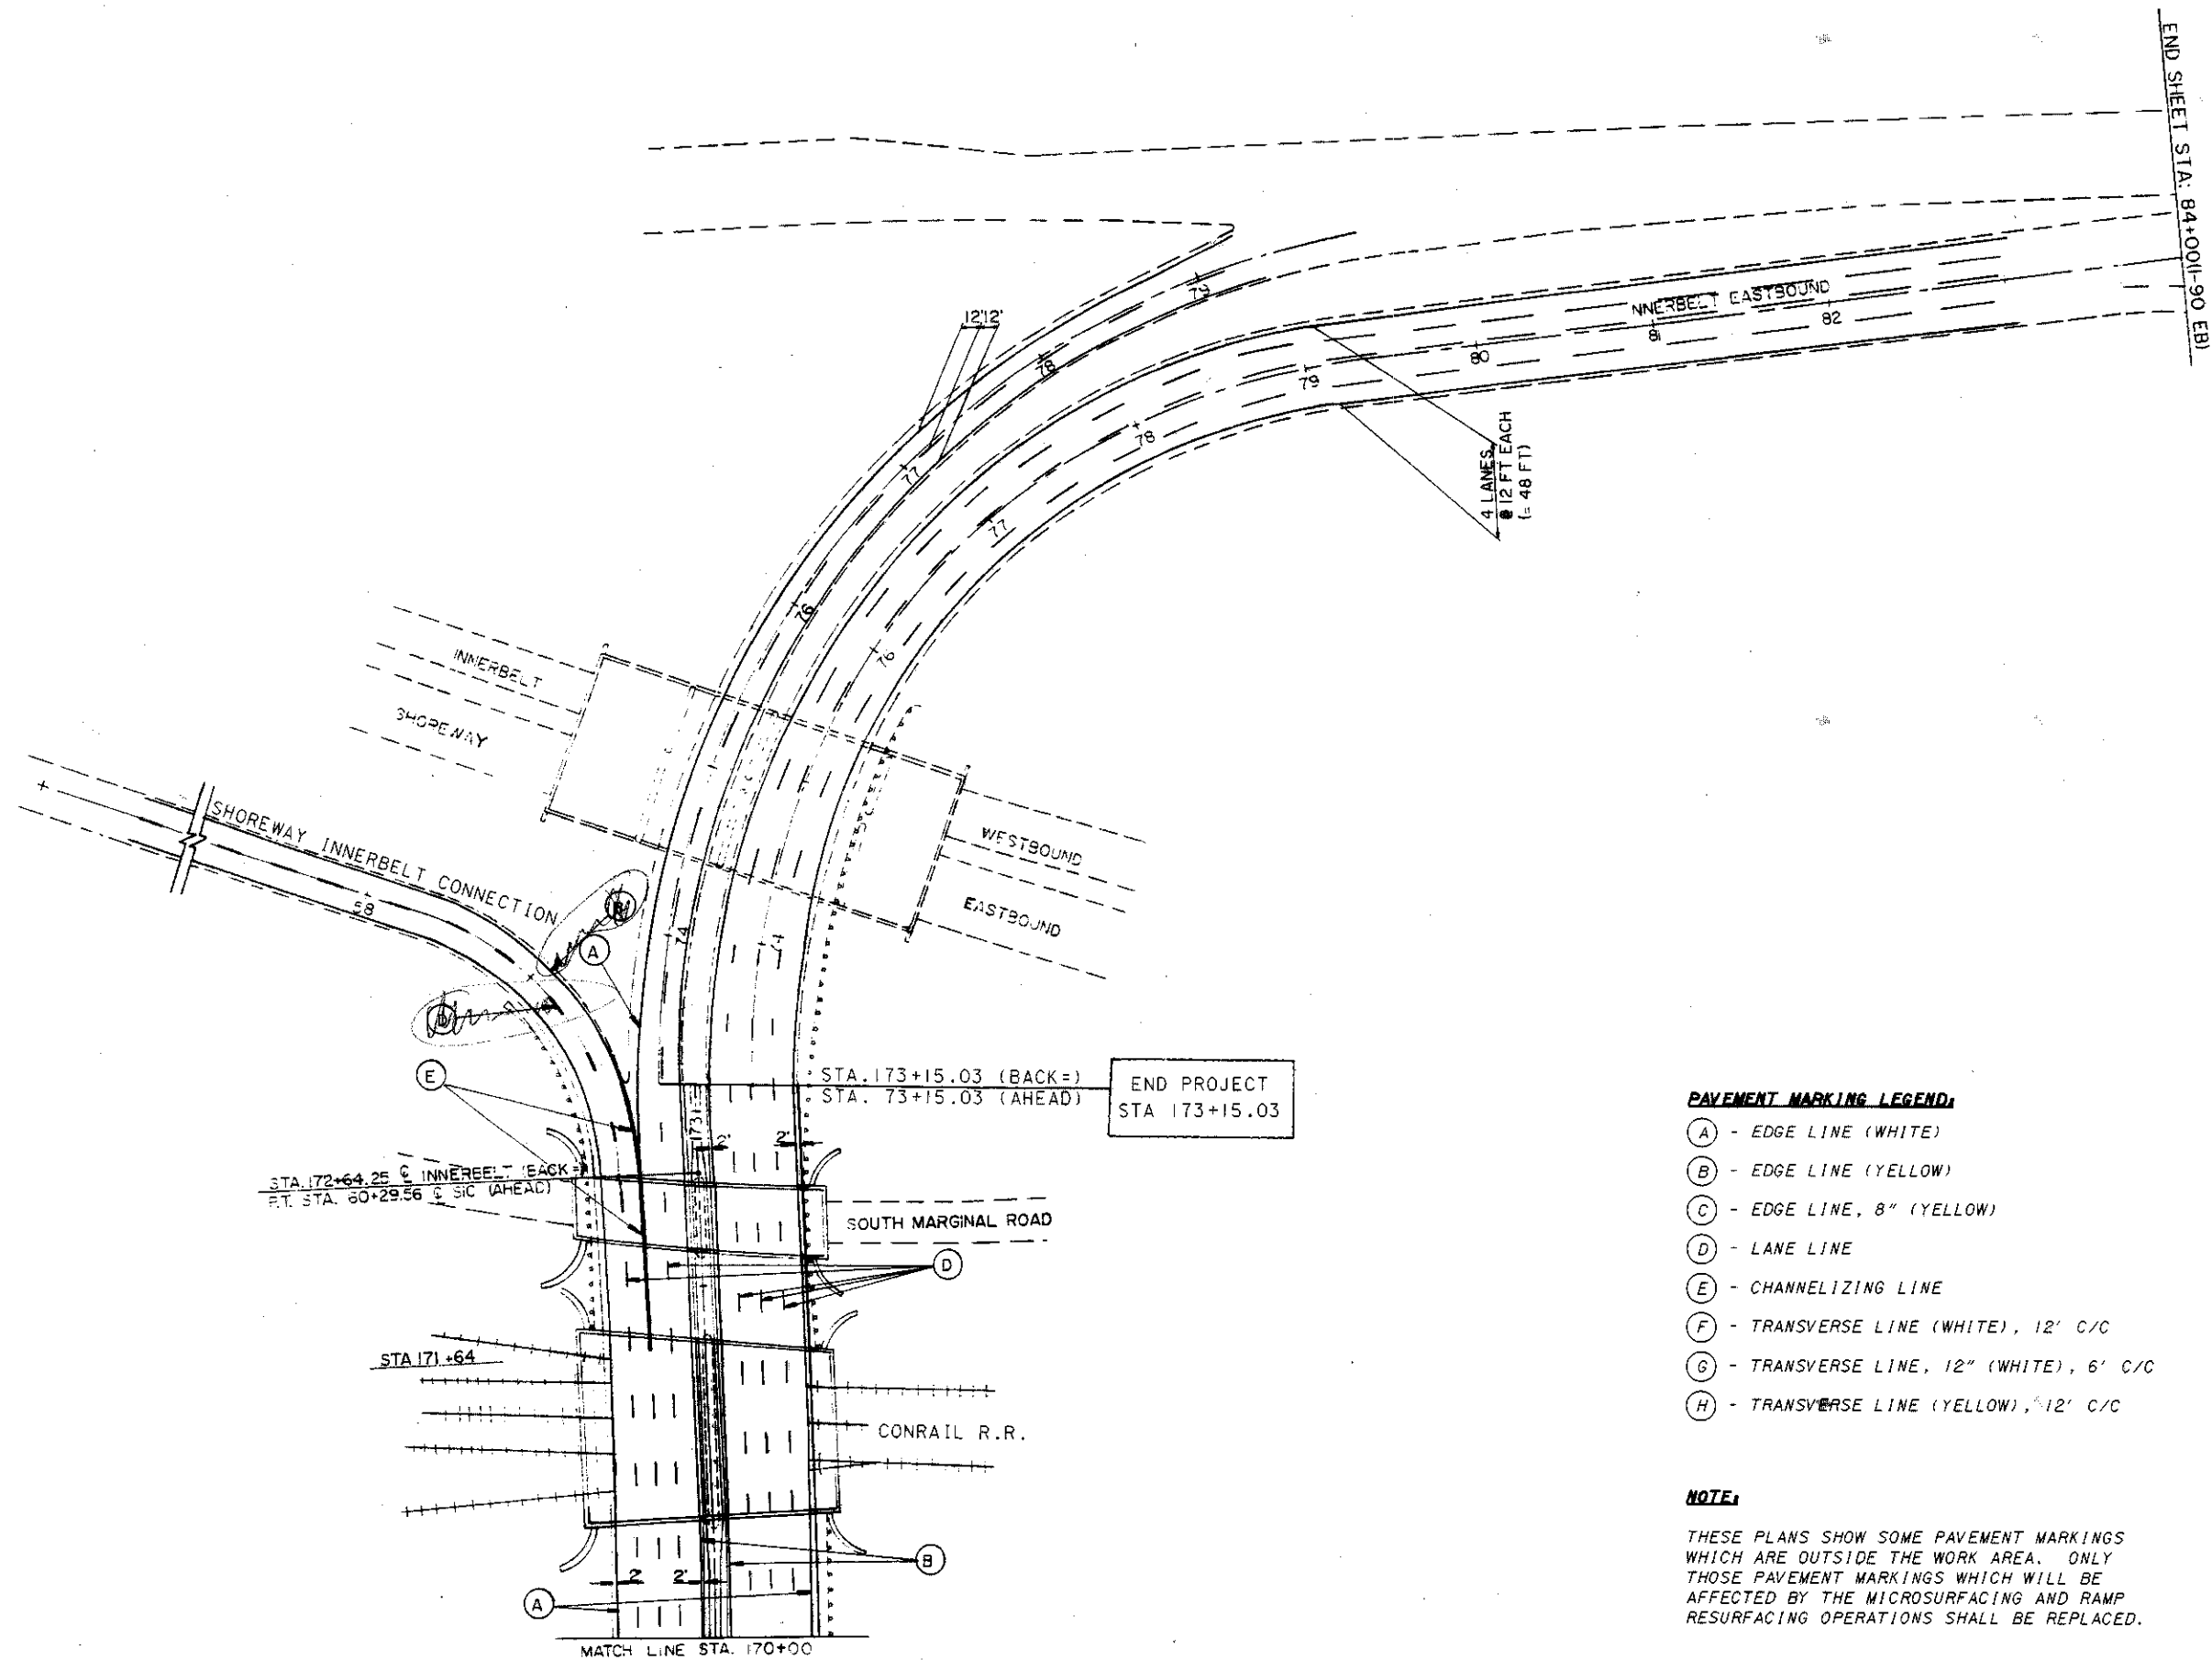 END SHEET STA: 84+00(I-90 EB)
12'12'
79
78
77
76
74
NNERBELT EASTBOUND
82
81
80
79
78
77
76
74
4 LANES
@ 12 FT EACH
(= 48 FT)
INNERBELT
SHOREWAY
WESTBOUND
EASTBOUND
SHOREWAY INNERBELT CONNECTION
58
B
A
D
E
STA. 173+15.03 (BACK=)
STA. 73+15.03 (AHEAD)
END PROJECT
STA 173+15.03
173
2' 2'
STA. 172+64.25 ℄ INNERBELT (BACK=)
P.T. STA. 60+29.56 ℄ SIC (AHEAD)
SOUTH MARGINAL ROAD
D
STA 171+64
CONRAIL R.R.
B
2' 2'
A
MATCH LINE STA. 170+00
PAVEMENT MARKING LEGEND:
A - EDGE LINE (WHITE)
B - EDGE LINE (YELLOW)
C - EDGE LINE, 8" (YELLOW)
D - LANE LINE
E - CHANNELIZING LINE
F - TRANSVERSE LINE (WHITE), 12' C/C
G - TRANSVERSE LINE, 12" (WHITE), 6' C/C
H - TRANSVERSE LINE (YELLOW), 12' C/C
NOTE:
THESE PLANS SHOW SOME PAVEMENT MARKINGS
WHICH ARE OUTSIDE THE WORK AREA. ONLY
THOSE PAVEMENT MARKINGS WHICH WILL BE
AFFECTED BY THE MICROSURFACING AND RAMP
RESURFACING OPERATIONS SHALL BE REPLACED.